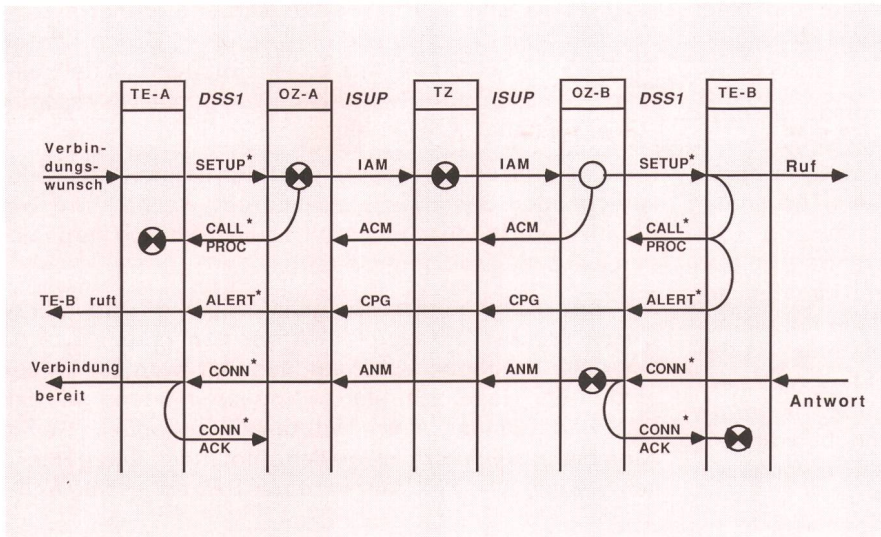 TE-A DSS1 OZ-A ISUP TZ ISUP OZ-B DSS1 TE-B
Verbin-
dungs-
wunsch
SETUP* IAM IAM SETUP* Ruf
CALL* ACM ACM CALL*
PROC PROC
TE-B ruft ALERT* CPG CPG ALERT*
Verbindung CONN* ANM ANM CONN*
bereit Antwort
CONN* CONN*
ACK ACK